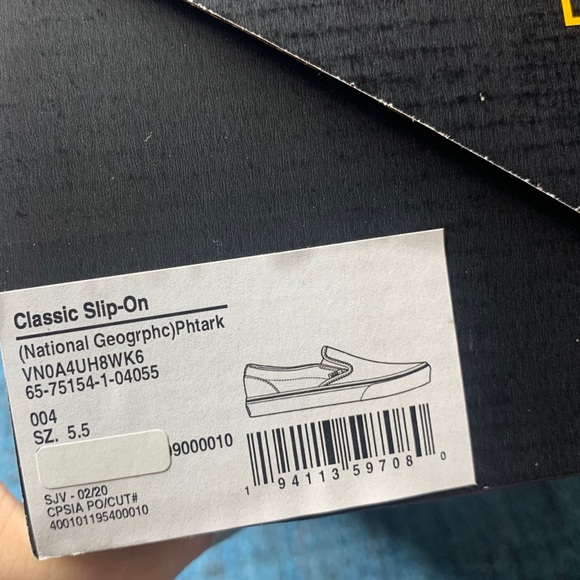 Classic Slip-On
(National Geogrphc)Phtark
VN0A4UH8WK6
65-75154-1-04055
004
SZ. 5.5
9000010
SJV - 02/20
CPSIA PO/CUT#
400101195400010
1 94113 59708 0